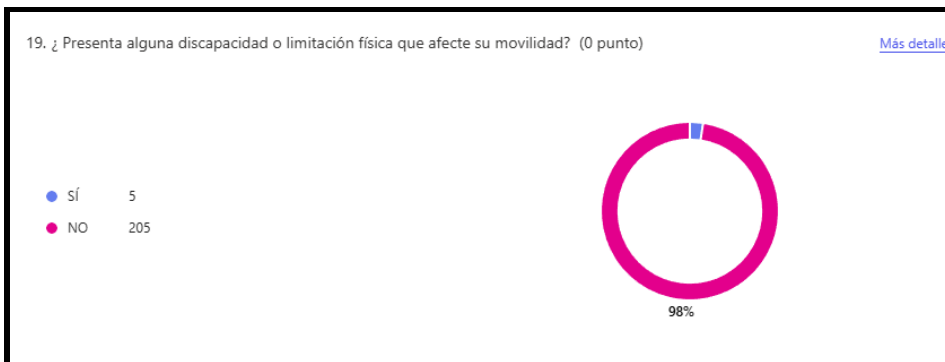 19. ¿ Presenta alguna discapacidad o limitación física que afecte su movilidad? (0 punto)
Más detalle
SÍ 5
NO 205
98%